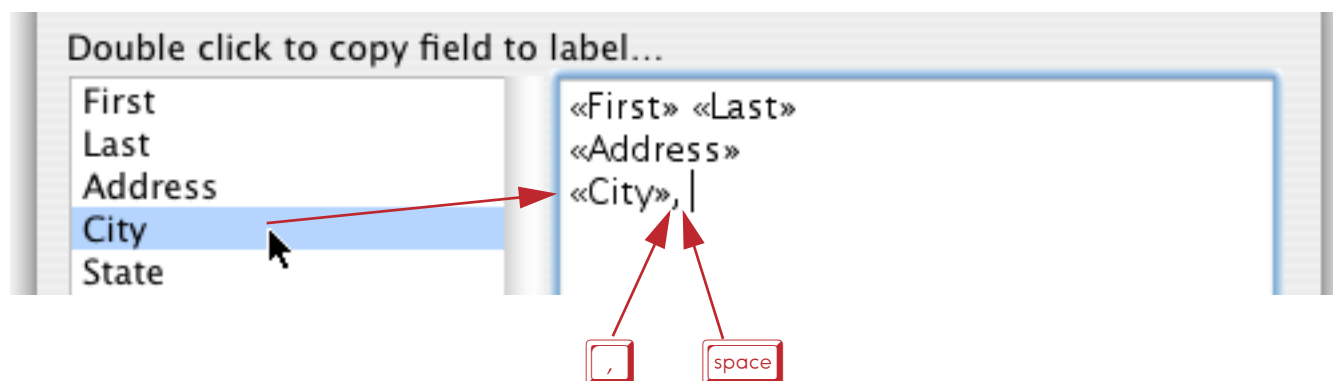 Double click to copy field to label...
First
Last
Address
City
State
«First» «Last»
«Address»
«City»,
,
space